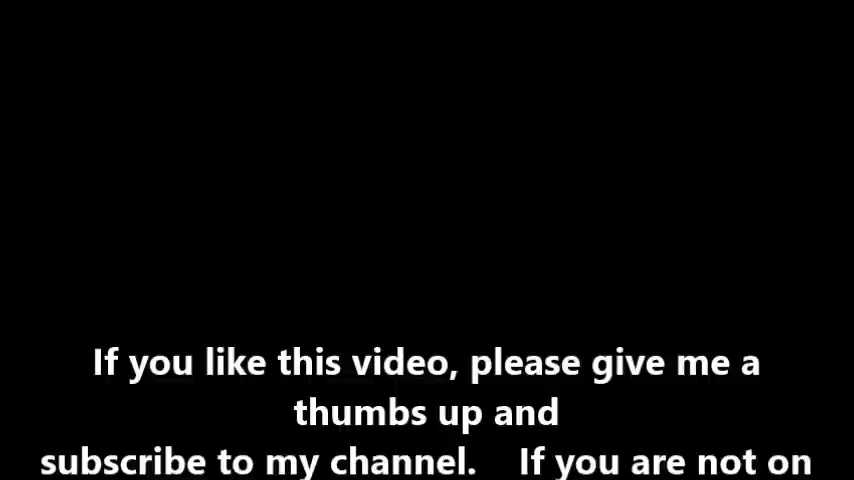 If you like this video, please give me a
thumbs up and
subscribe to my channel.    If you are not on